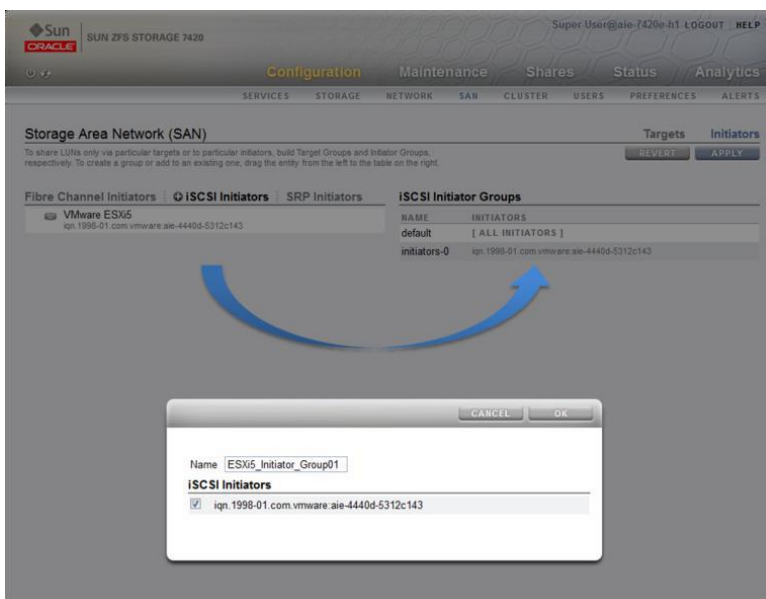 Sun
ORACLE
SUN ZFS STORAGE 7420
Super-User@aie-7420e-h1 LOGOUT HELP
Configuration Maintenance Shares Status Analytics
SERVICES STORAGE NETWORK SAN CLUSTER USERS PREFERENCES ALERTS
Storage Area Network (SAN)
Targets Initiators
To share LUNs only via particular targets or to particular initiators, build Target Groups and Initiator Groups,
respectively. To create a group or add to an existing one, drag the entity from the left to the table on the right.
REVERT APPLY
Fibre Channel Initiators iSCSI Initiators SRP Initiators
VMware ESXi5
iqn.1998-01.com.vmware:aie-4440d-5312c143
iSCSI Initiator Groups
NAME INITIATORS
default [ ALL INITIATORS ]
initiators-0 iqn.1998-01.com.vmware:aie-4440d-5312c143
CANCEL OK
Name ESXi5_Initiator_Group01
iSCSI Initiators
iqn.1998-01.com.vmware:aie-4440d-5312c143